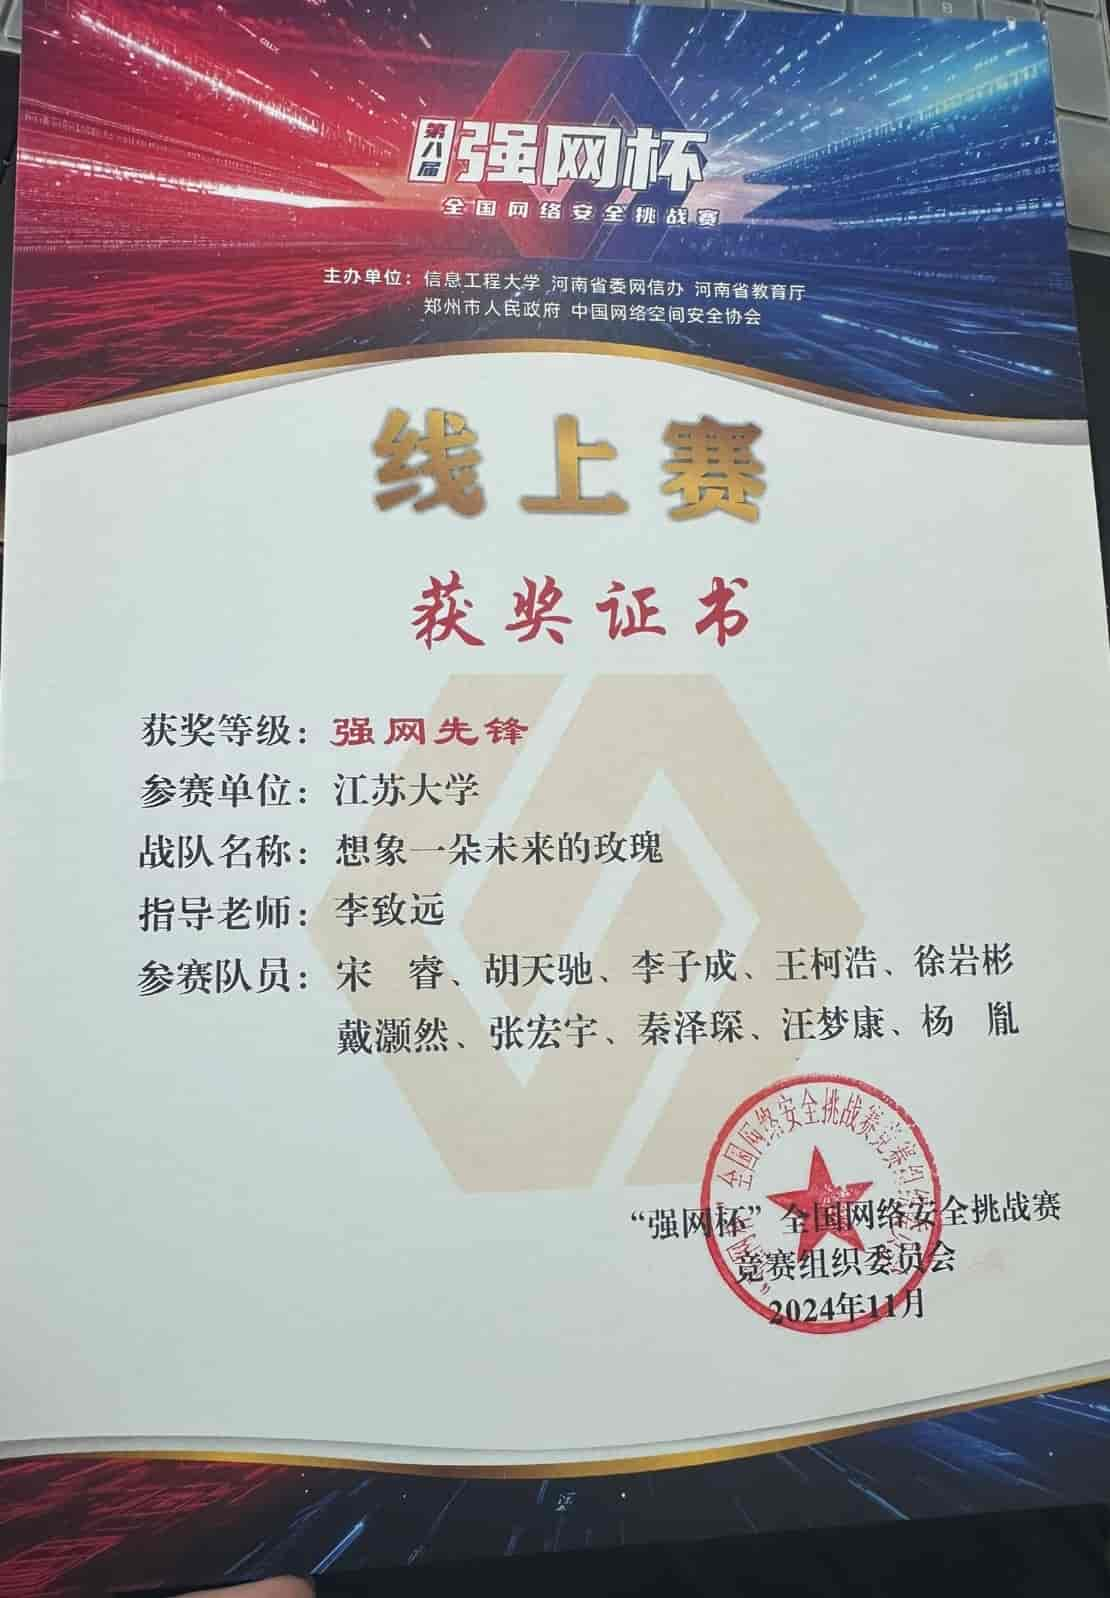 第八届 强网杯
全国网络安全挑战赛
主办单位：信息工程大学 河南省委网信办 河南省教育厅
郑州市人民政府 中国网络空间安全协会
线上赛
获奖证书
获奖等级：强网先锋
参赛单位：江苏大学
战队名称：想象一朵未来的玫瑰
指导老师：李致远
参赛队员：宋 睿、胡天驰、李子成、王柯浩、徐岩彬
戴灏然、张宏宇、秦泽琛、汪梦康、杨 胤
全国网络安全挑战赛竞赛组织
“强网杯”全国网络安全挑战赛
竞赛组织委员会
2024年11月